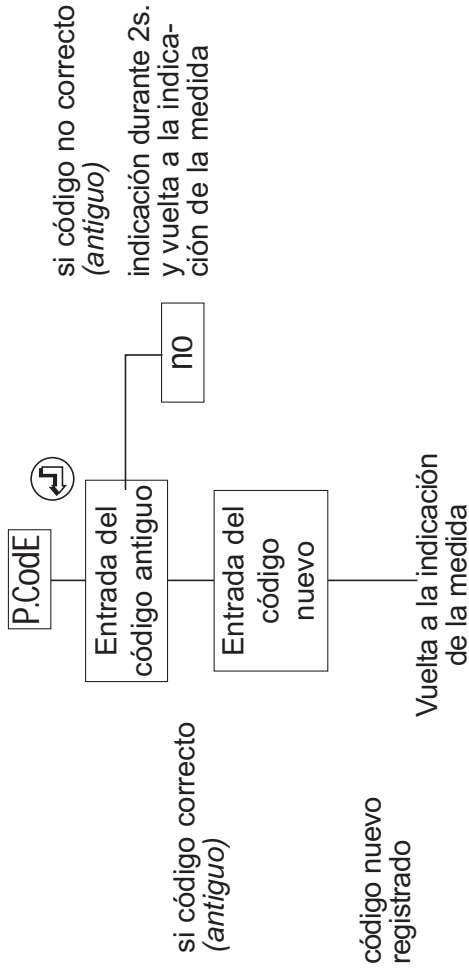 P.CodE
Entrada del
código antiguo
si código no correcto
(antiguo)
indicación durante 2s.
y vuelta a la indica-
ción de la medida
no
si código correcto
(antiguo)
Entrada del
código
nuevo
código nuevo
registrado
Vuelta a la indicación
de la medida